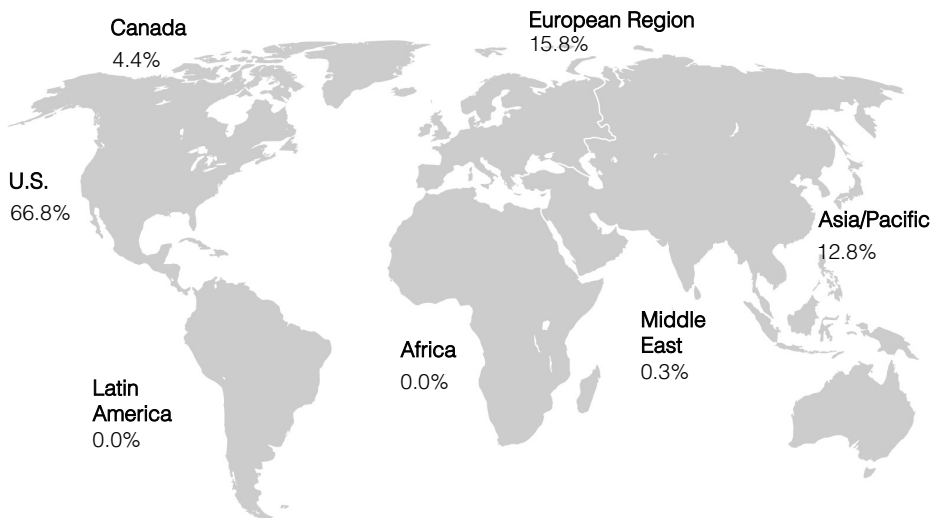 Canada
4.4%
European Region
15.8%
U.S.
66.8%
Asia/Pacific
12.8%
Middle
East
0.3%
Africa
0.0%
Latin
America
0.0%